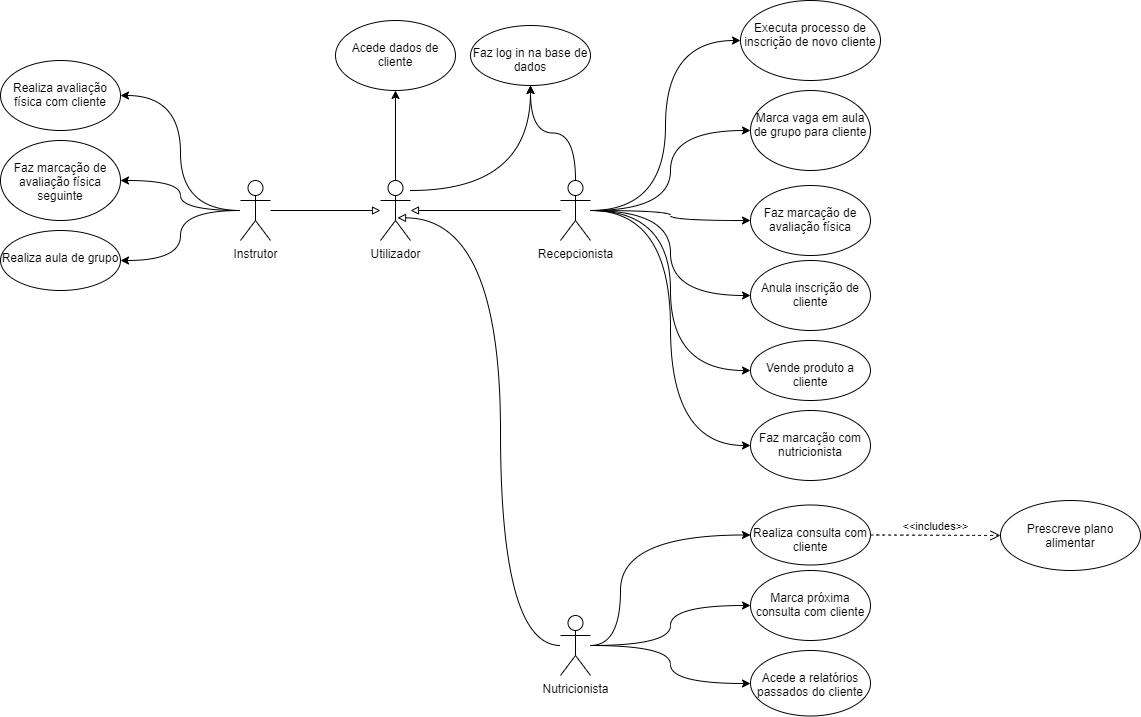 Executa processo de
inscrição de novo cliente
Acede dados de
cliente
Faz log in na base de
dados
Realiza avaliação
física com cliente
Marca vaga em aula
de grupo para cliente
Faz marcação de
avaliação física
seguinte
Faz marcação de
avaliação física
Realiza aula de grupo
Instrutor
Utilizador
Recepcionista
Anula inscrição de
cliente
Vende produto a
cliente
Faz marcação com
nutricionista
Realiza consulta com
cliente
<<includes>>
Prescreve plano
alimentar
Marca próxima
consulta com cliente
Nutricionista
Acede a relatórios
passados do cliente